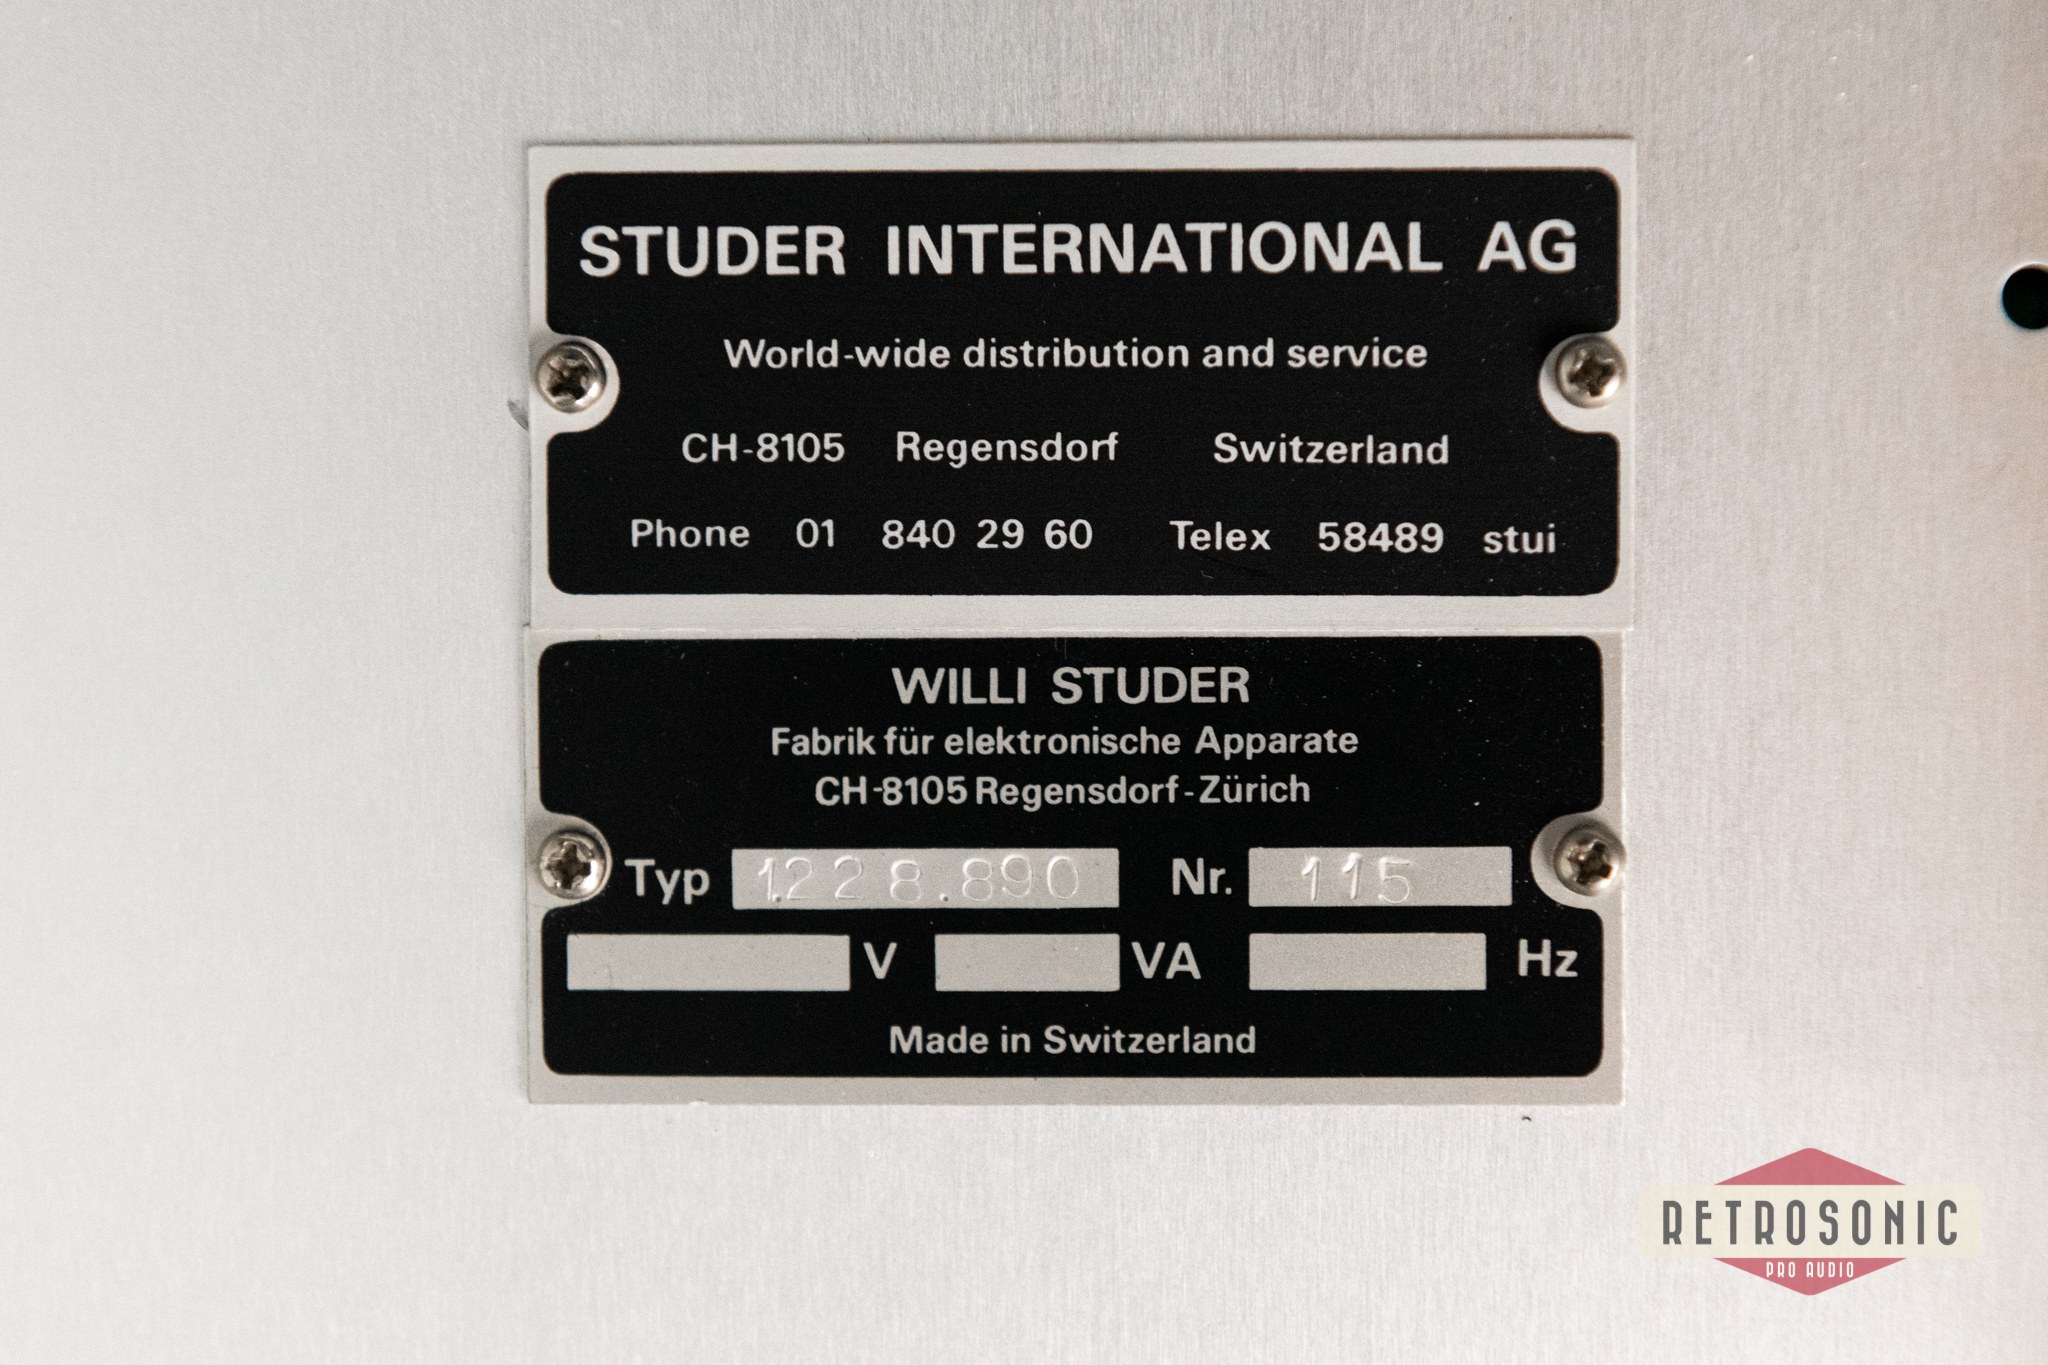 STUDER INTERNATIONAL AG
World-wide distribution and service
CH-8105 Regensdorf Switzerland
Phone 01 840 29 60 Telex 58489 stui
WILLI STUDER
Fabrik für elektronische Apparate
CH-8105 Regensdorf-Zürich
Typ 1.228.890 Nr. 115
V VA Hz
Made in Switzerland
RETROSONIC
PRO AUDIO